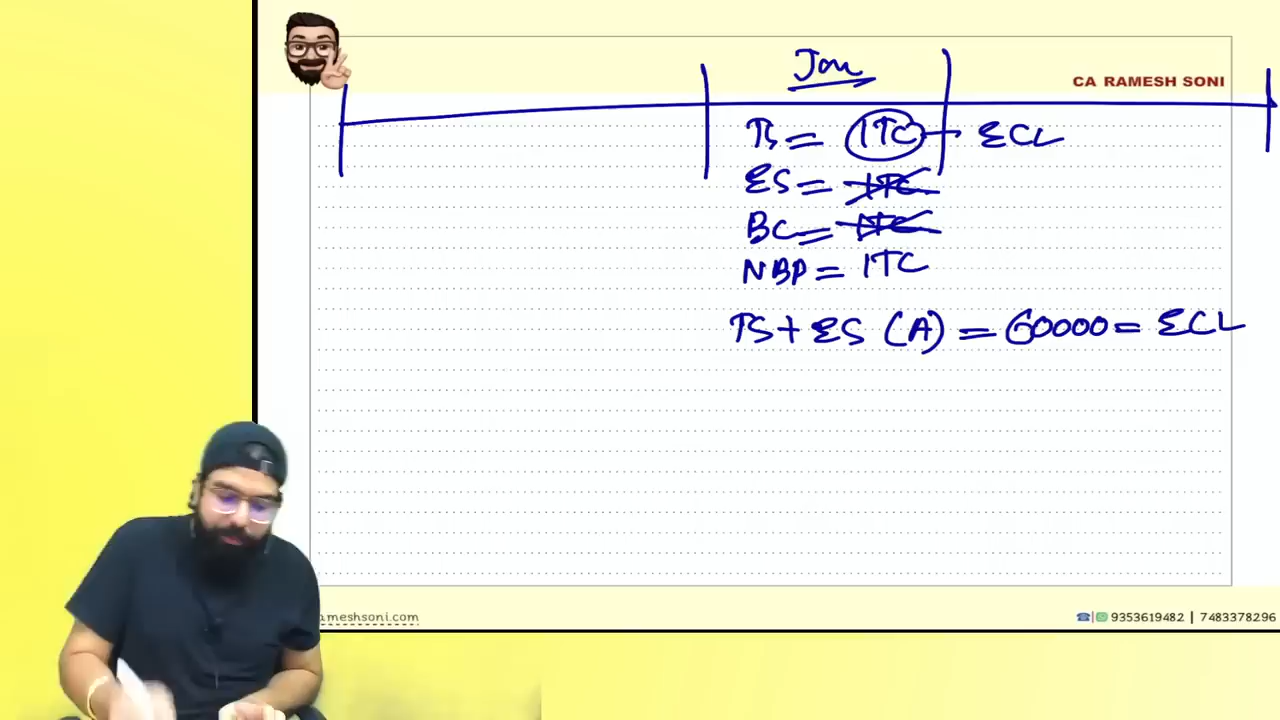 Jan
CA RAMESH SONI
TS = ITC → ECL
ES = ITC
BC = ITC
NBP = ITC
TS + ES (A) = 60000 = ECL
ameshsoni.com
9353619482 | 7483378296